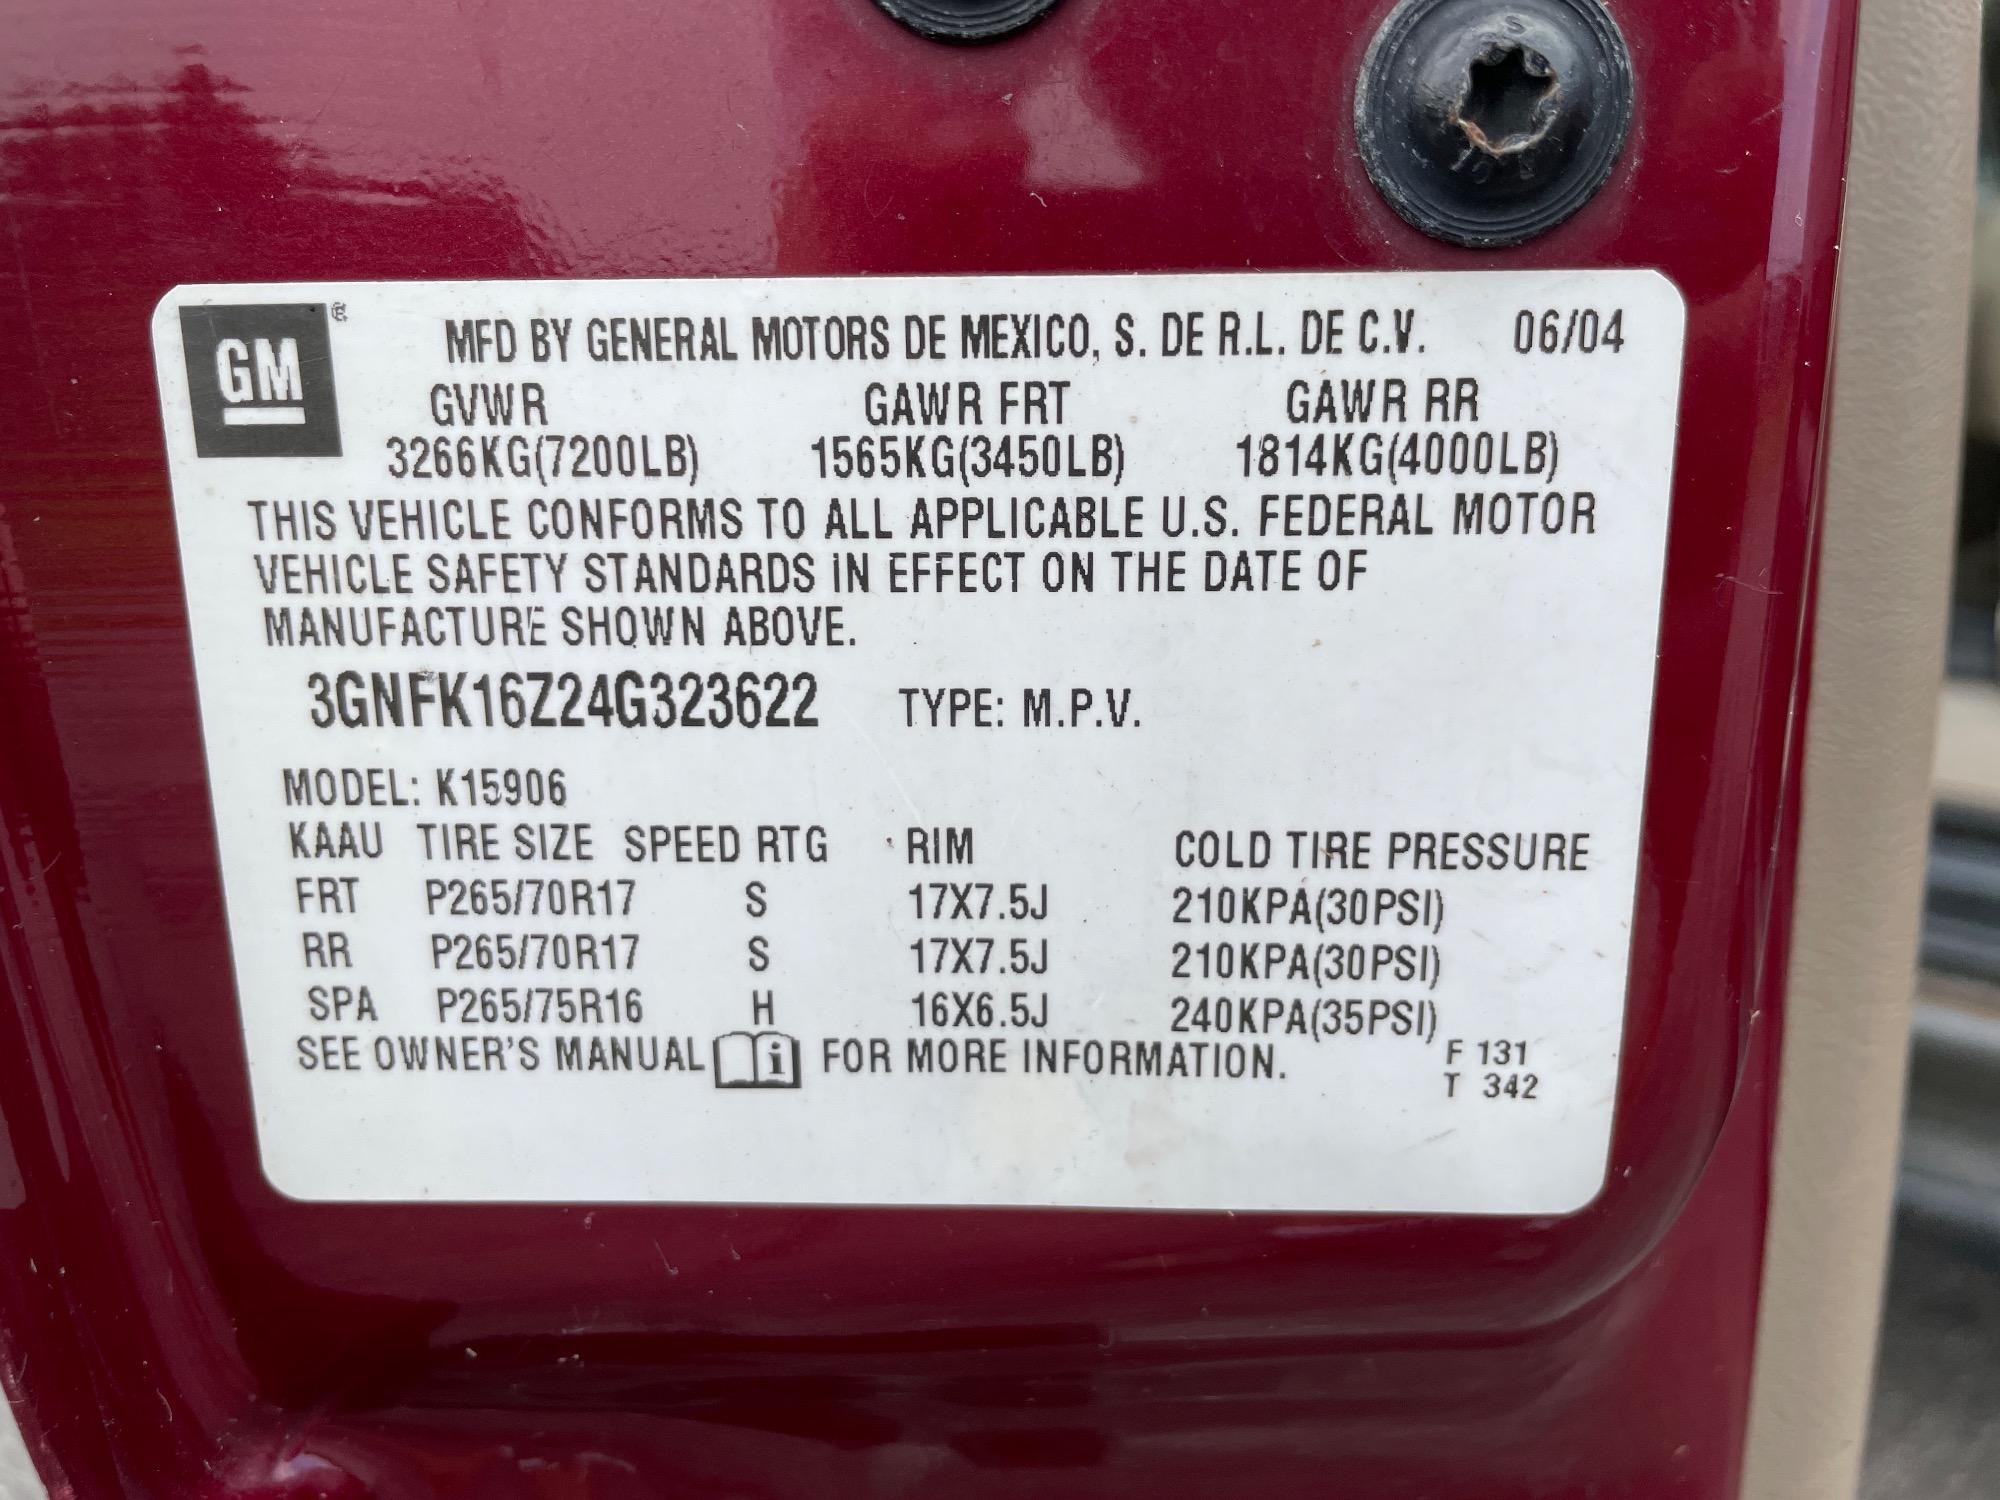 GM ®
MFD BY GENERAL MOTORS DE MEXICO, S. DE R.L. DE C.V. 06/04
GVWR GAWR FRT GAWR RR
3266KG(7200LB) 1565KG(3450LB) 1814KG(4000LB)
THIS VEHICLE CONFORMS TO ALL APPLICABLE U.S. FEDERAL MOTOR
VEHICLE SAFETY STANDARDS IN EFFECT ON THE DATE OF
MANUFACTURE SHOWN ABOVE.
3GNFK16Z24G323622 TYPE: M.P.V.
MODEL: K15906
KAAU TIRE SIZE SPEED RTG RIM COLD TIRE PRESSURE
FRT P265/70R17 S 17X7.5J 210KPA(30PSI)
RR P265/70R17 S 17X7.5J 210KPA(30PSI)
SPA P265/75R16 H 16X6.5J 240KPA(35PSI)
SEE OWNER'S MANUAL i FOR MORE INFORMATION. F 131
T 342